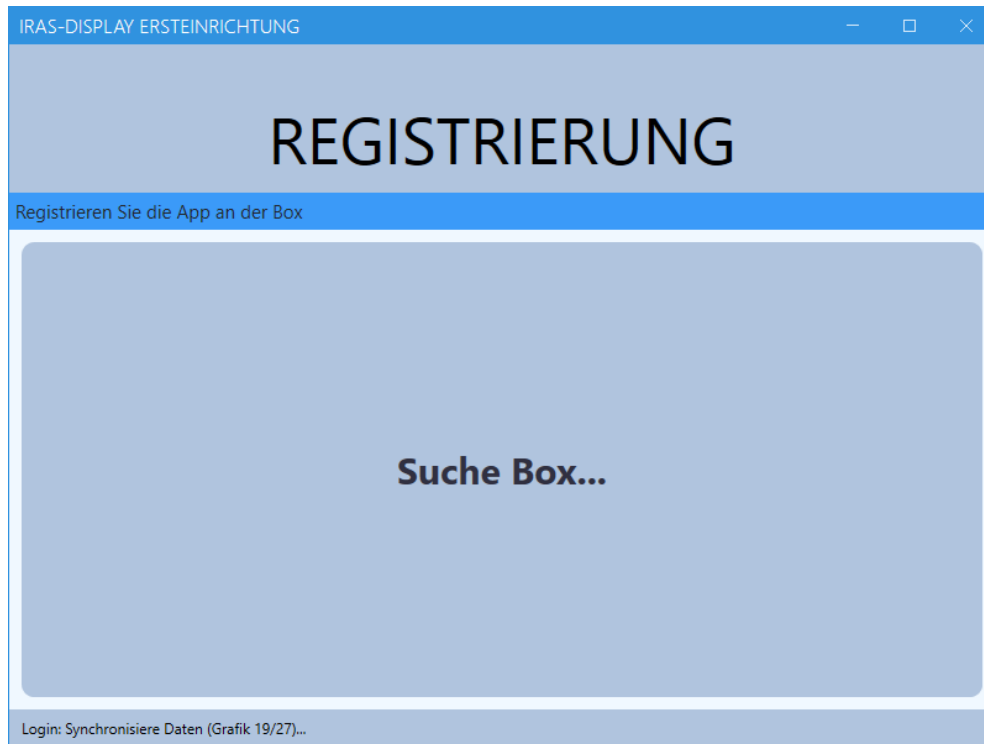 IRAS-DISPLAY ERSTEINRICHTUNG
REGISTRIERUNG
Registrieren Sie die App an der Box
Suche Box...
Login: Synchronisiere Daten (Grafik 19/27)...